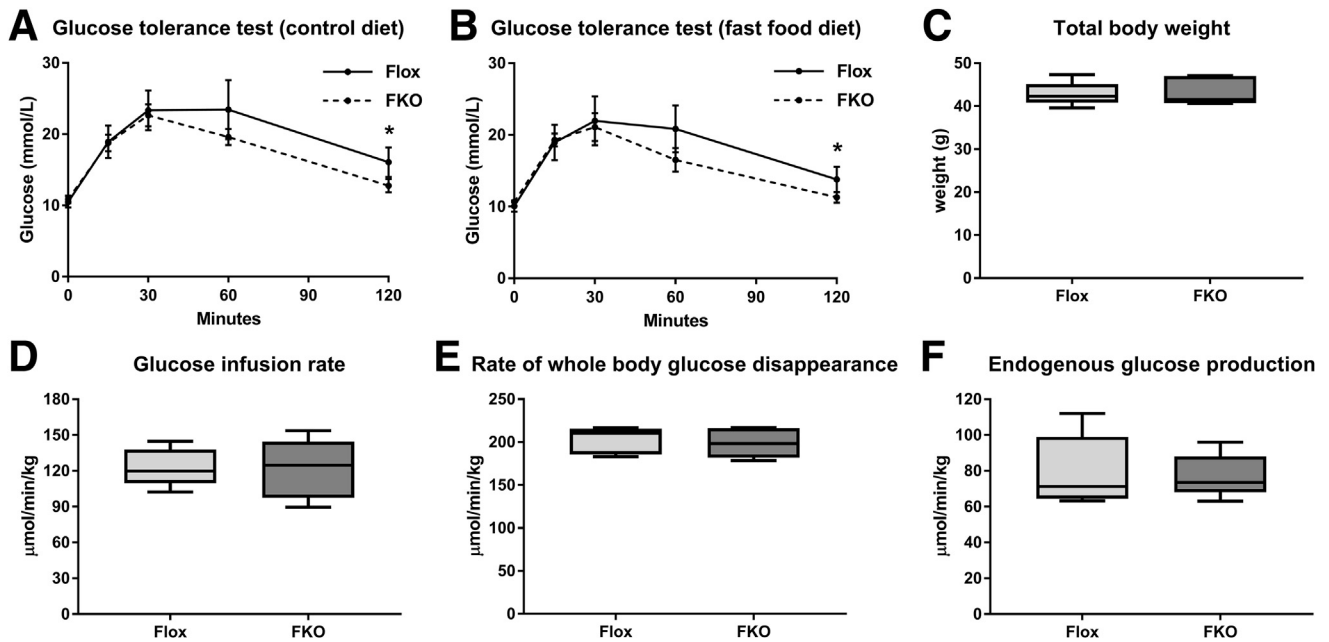 A Glucose tolerance test (control diet)
30
20
10
0
Glucose (mmol/L)
Flox
FKO
*
0 30 60 90 120
Minutes
B Glucose tolerance test (fast food diet)
30
20
10
0
Glucose (mmol/L)
Flox
FKO
*
0 30 60 90 120
Minutes
C Total body weight
50
40
30
20
10
0
weight (g)
Flox FKO
D Glucose infusion rate
180
150
120
90
60
30
0
μmol/min/kg
Flox FKO
E Rate of whole body glucose disappearance
250
200
150
100
50
0
μmol/min/kg
Flox FKO
F Endogenous glucose production
120
100
80
60
40
20
0
μmol/min/kg
Flox FKO